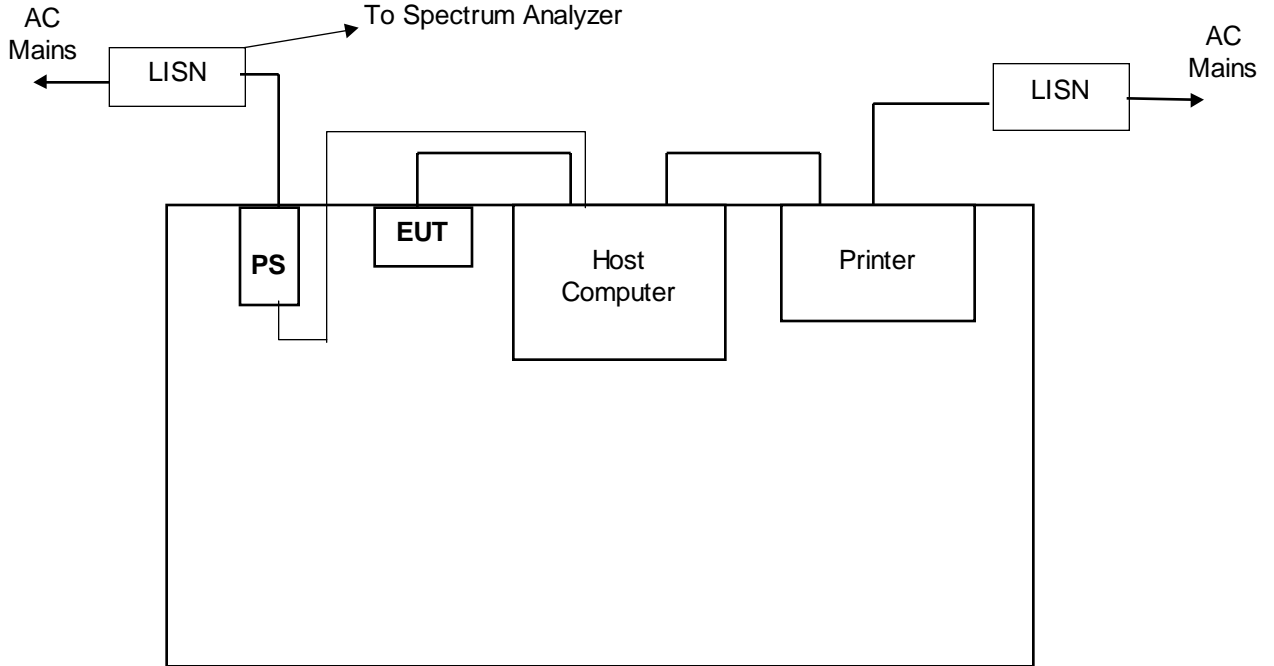 AC
Mains
To Spectrum Analyzer
LISN
AC
Mains
LISN
PS
EUT
Host
Computer
Printer